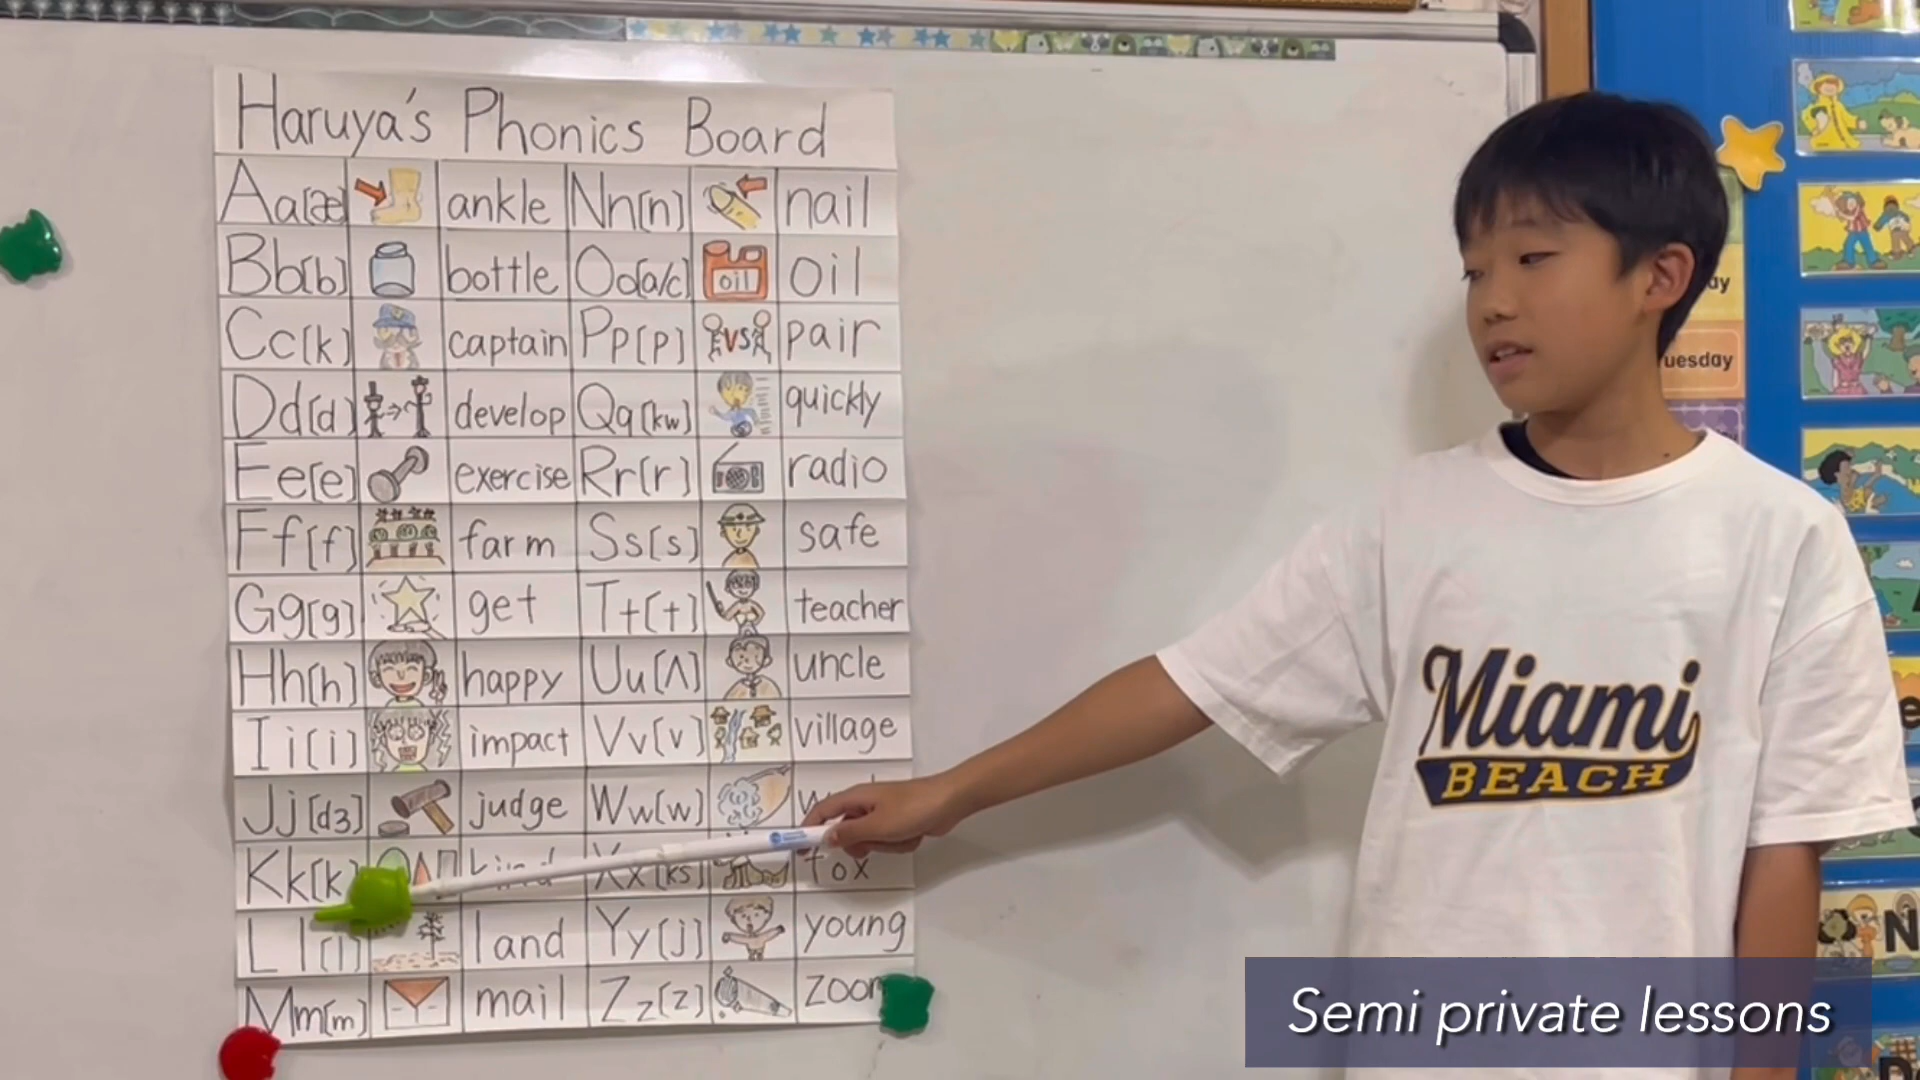 Haruya's Phonics Board
Aa[æ] ankle Nn[n] nail
Bb[b] bottle Oo[a/c] oil oil
Cc[k] captain Pp[p] VS pair
Dd[d] develop Qq[kw] quickly
Ee[e] exercise Rr[r] radio
Ff[f] farm Ss[s] safe
Gg[g] get Tt[t] teacher
Hh[h] happy Uu[Λ] uncle
Ii[i] impact Vv[v] village
Jj[dʒ] judge Ww[w]
Kk[k] kind Xx[ks] fox
Ll[l] land Yy[j] young
Mm[m] mail Zz[z] zoom
uesday
Miami
BEACH
N
Semi private lessons